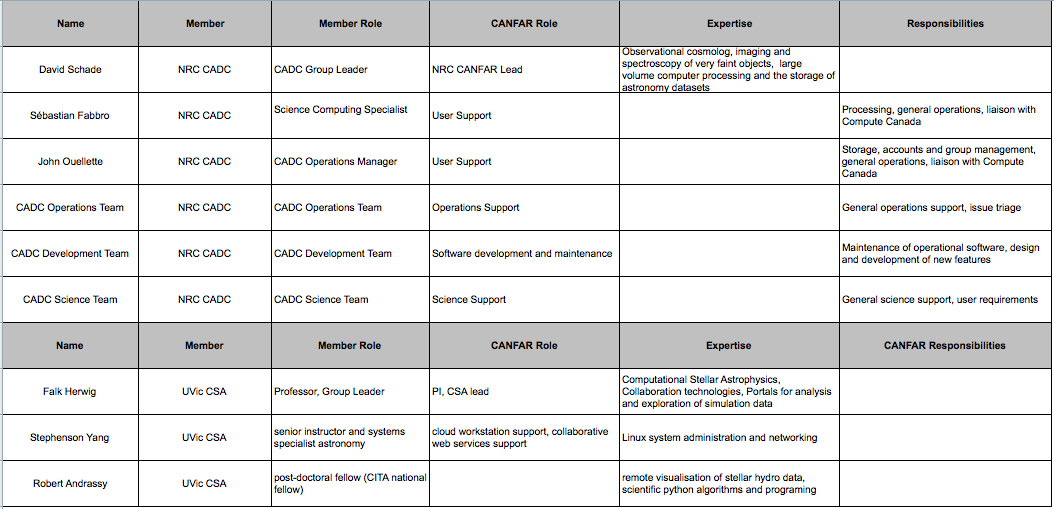 Name Member Member Role CANFAR Role Expertise Responsibilities
David Schade NRC CADC CADC Group Leader NRC CANFAR Lead Observational cosmolog, imaging and
spectroscopy of very faint objects, large
volume computer processing and the storage of
astronomy datasets
Sébastian Fabbro NRC CADC Science Computing Specialist User Support Processing, general operations, liaison with
Compute Canada
John Ouellette NRC CADC CADC Operations Manager User Support Storage, accounts and group management,
general operations, liaison with Compute
Canada
CADC Operations Team NRC CADC CADC Operations Team Operations Support General operations support, issue triage
CADC Development Team NRC CADC CADC Development Team Software development and maintenance Maintenance of operational software, design
and development of new features
CADC Science Team NRC CADC CADC Science Team Science Support General science support, user requirements
Name Member Member Role CANFAR Role Expertise CANFAR Responsibilities
Falk Herwig UVic CSA Professor, Group Leader PI, CSA lead Computational Stellar Astrophysics,
Collaboration technologies, Portals for analysis
and exploration of simulation data
Stephenson Yang UVic CSA senior instructor and systems
specialist astronomy cloud workstation support, collaborative
web services support Linux system administration and networking
Robert Andrassy UVic CSA post-doctoral fellow (CITA national
fellow) remote visualisation of stellar hydro data,
scientific python algorithms and programing